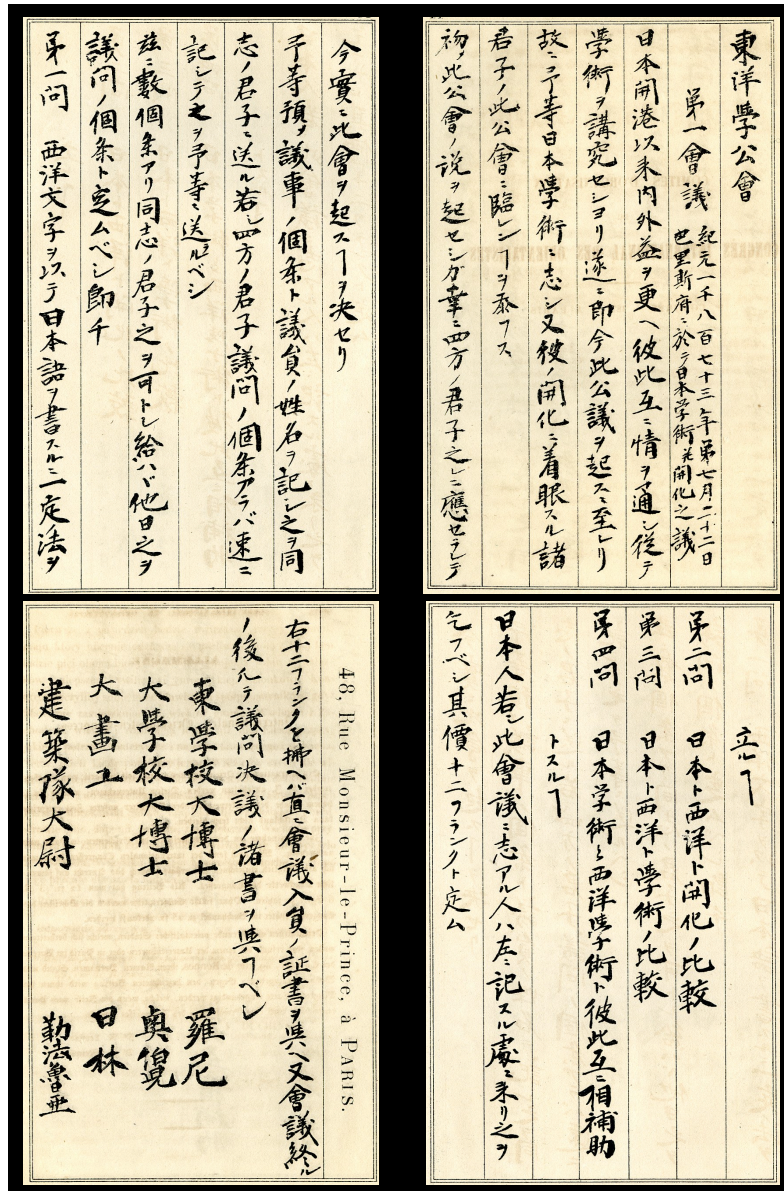 東洋學公會
第一會議 紀元一千八百七十三年第七月二十二日
巴里斯府ニ於テ日本学術並開化之議
日本開港以来内外益ヲ更ヘ彼此互ニ情ヲ通シ従テ
學術ヲ講究セシヨリ遂ニ即今此公議ヲ起スニ至レリ
故ニ予等日本學術ニ志シ又彼ノ開化ニ着眼スル諸
君子ノ此公會ニ臨レンヿヲ忝フス
初メ此公會ノ説ヲ起セシガ幸ニ四方ノ君子之レニ應セラレテ
今實ニ此會ヲ起スヿヲ决セリ
予等預メ議事ノ個条ト議員ノ姓名ヲ記シ之ヲ同
志ノ君子ニ送ル若シ四方ノ君子議問ノ個条アラバ速ニ
記シテ之ヲ予等ニ送ルベシ
茲ニ數個条アリ同志ノ君子之ヲ可トシ給ハヾ他日之ヲ
議問ノ個条ト定ムベシ即チ
第一問 西洋文字ヲ以テ日本語ヲ書スルニ一定法ヲ
立ルヿ
第二問 日本ト西洋ト開化ノ比較
第三問 日本ト西洋ト學術ノ比較
第四問 日本学術ト西洋學術ト彼此互ニ相補助
トスルヿ
日本人若シ此會議ニ志アル人ハ左ニ記スル處ニ来リ之ヲ
乞フベシ其價十二フランクト定ム
48, Rue Monsieur-le-Prince, à PARIS.
右十二フランクを拂ヘバ直ニ會議入員ノ証書ヲ與ヘ又會議終ル
ノ後凡テ議問决議ノ諸書ヲ與フベシ
東學校大博士 羅尼
大學校大博士 奥伯
大畫工 日林
建築隊大尉 勒法魯亜